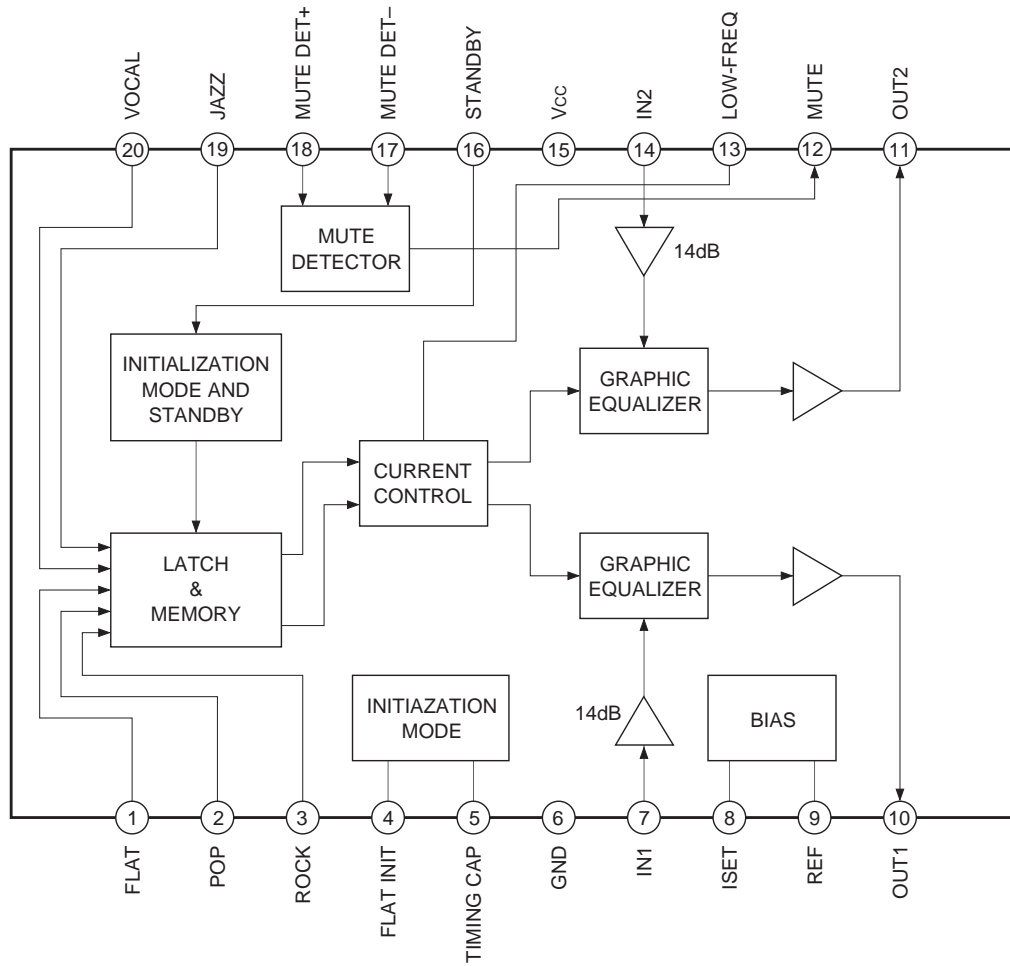 VOCAL
JAZZ
MUTE DET+
MUTE DET–
STANDBY
VCC
IN2
LOW-FREQ
MUTE
OUT2
20
19
18
17
16
15
14
13
12
11
MUTE
DETECTOR
14dB
INITIALIZATION
MODE AND
STANDBY
GRAPHIC
EQUALIZER
CURRENT
CONTROL
LATCH
&
MEMORY
GRAPHIC
EQUALIZER
INITIAZATION
MODE
14dB
BIAS
1
2
3
4
5
6
7
8
9
10
FLAT
POP
ROCK
FLAT INIT
TIMING CAP
GND
IN1
ISET
REF
OUT1